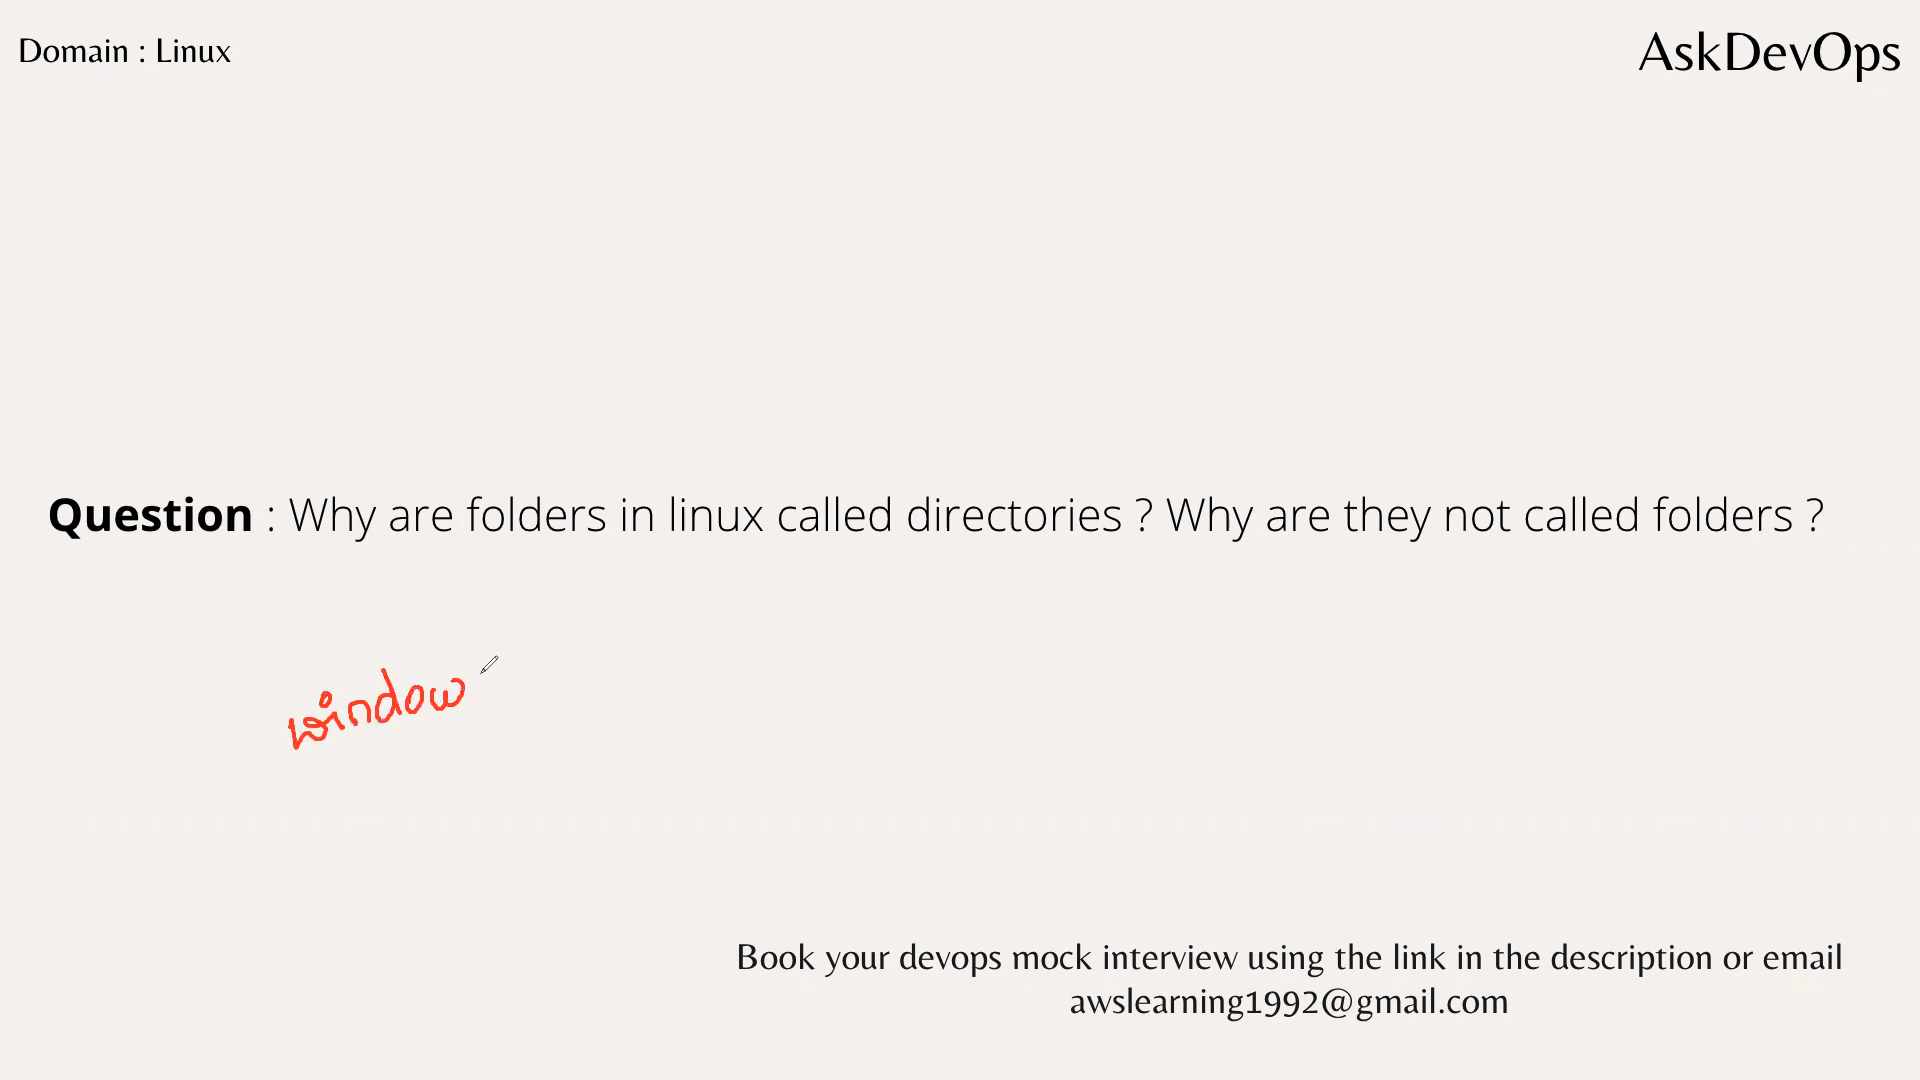 Domain : Linux
AskDevOps
Question : Why are folders in linux called directories ? Why are they not called folders ?
window
Book your devops mock interview using the link in the description or email
awslearning1992@gmail.com